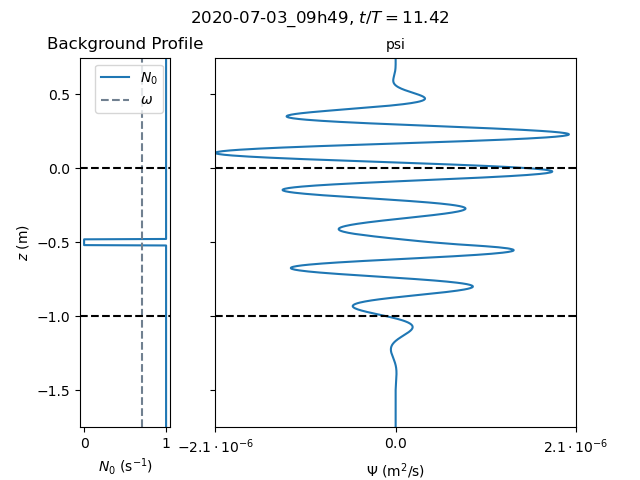 2020-07-03_09h49, t/T = 11.42
Background Profile
psi
N₀
ω
0.5
0.0
−0.5
−1.0
−1.5
z (m)
0 1
N₀ (s⁻¹)
−2.1 · 10⁻⁶ 0.0 2.1 · 10⁻⁶
Ψ (m²/s)